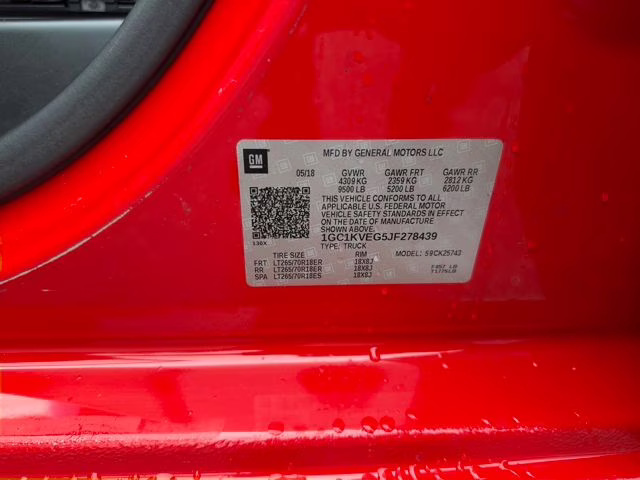 GM
MFD BY GENERAL MOTORS LLC
05/18 GVWR GAWR FRT GAWR RR
4309 KG 2359 KG 2812 KG
9500 LB 5200 LB 6200 LB
THIS VEHICLE CONFORMS TO ALL
APPLICABLE U.S. FEDERAL MOTOR
VEHICLE SAFETY STANDARDS IN EFFECT
ON THE DATE OF MANUFACTURE
SHOWN ABOVE.
1GC1KVEG5JF278439
TYPE: TRUCK MODEL: 59CK25743
TIRE SIZE RIM
FRT LT265/70R18ER 18X8J
RR LT265/70R18ER 18X8J
SPA LT265/70R18ES 18X8J